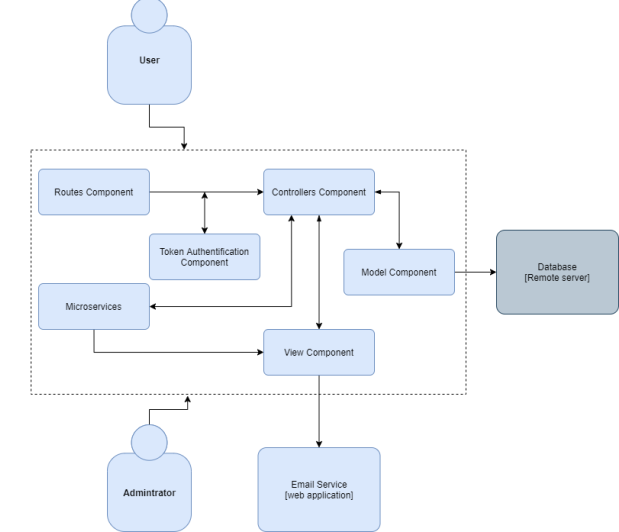 User
Routes Component
Controllers Component
Token Authentification
Component
Model Component
Database
[Remote server]
Microservices
View Component
Admintrator
Email Service
[web application]